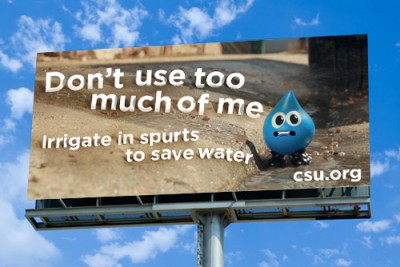 Don't use too
much of me
Irrigate in spurts
to save water
csu.org